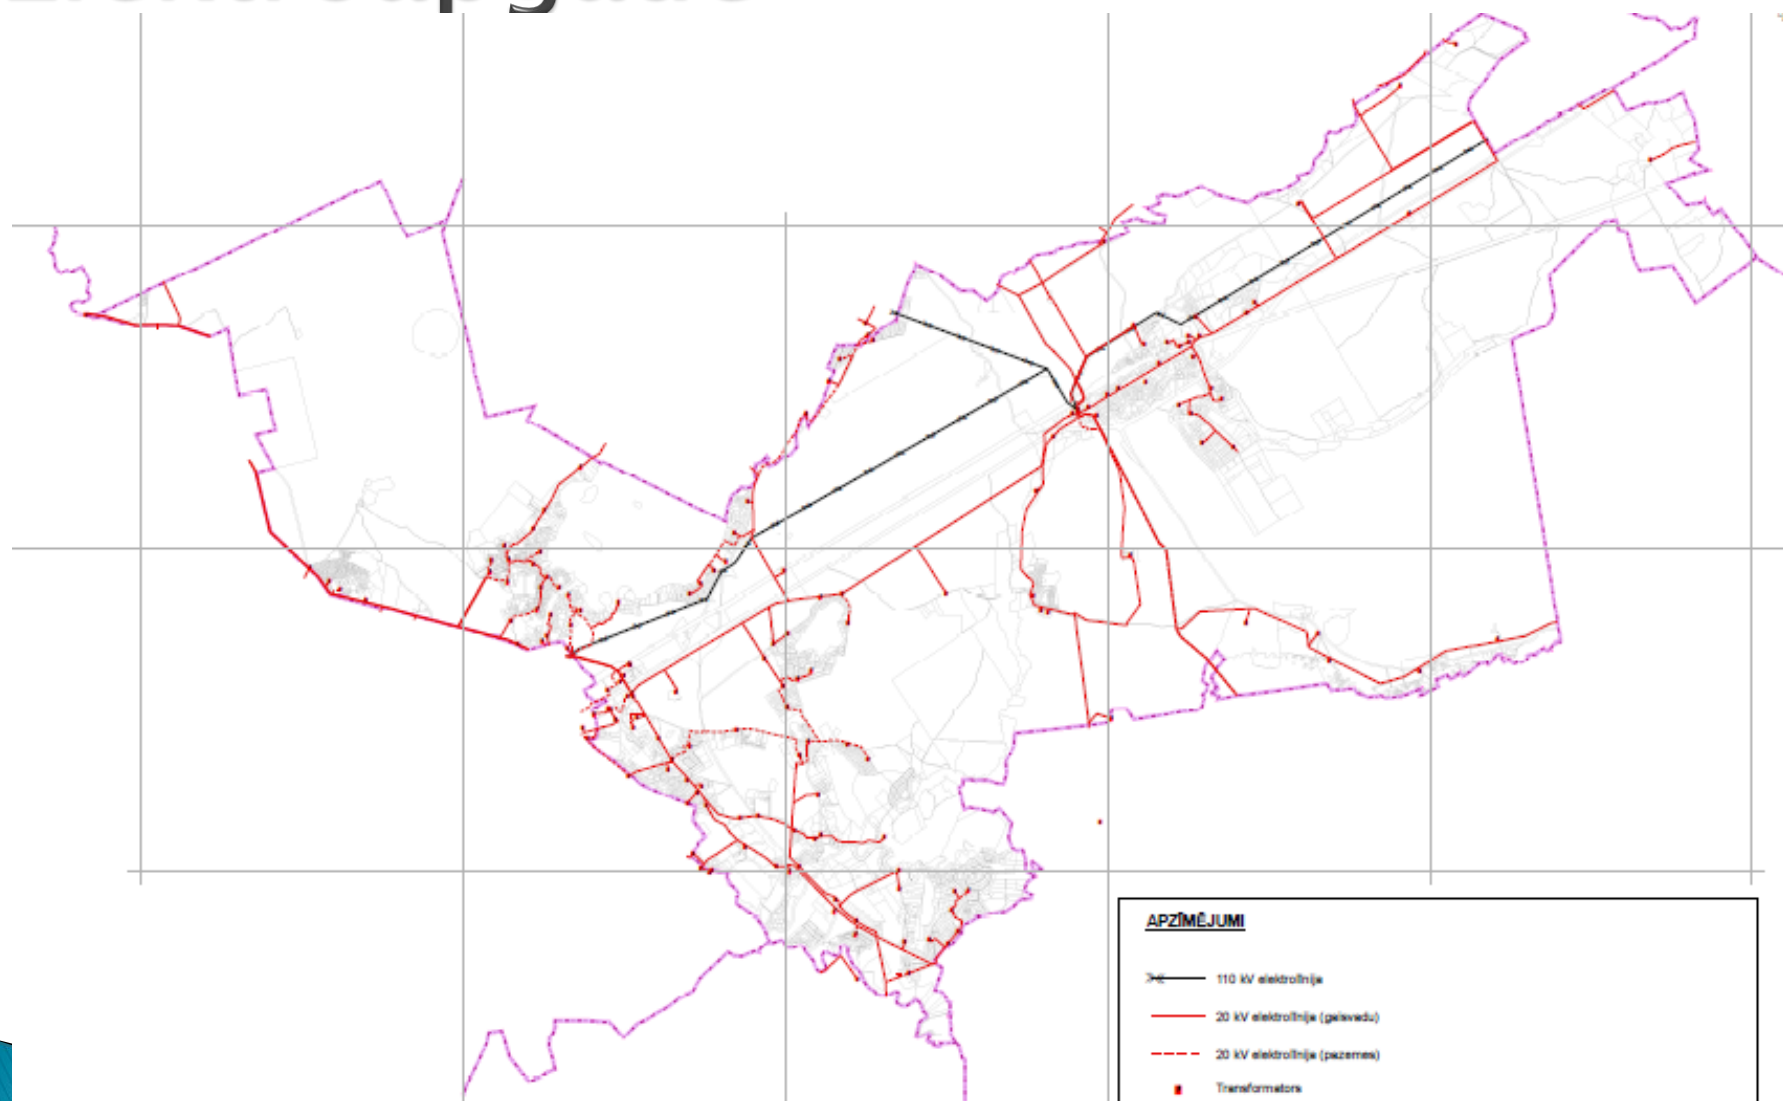 APZĪMĒJUMI
110 kV elektrolīnija
20 kV elektrolīnija (gaisvadu)
20 kV elektrolīnija (pazemes)
Transformators